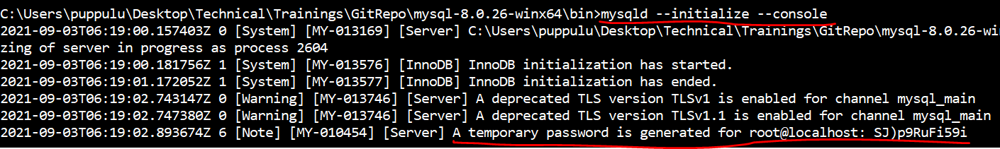 C:\Users\puppulu\Desktop\Technical\Trainings\GitRepo\mysql-8.0.26-winx64\bin>mysqld --initialize --console
2021-09-03T06:19:00.157403Z 0 [System] [MY-013169] [Server] C:\Users\puppulu\Desktop\Technical\Trainings\GitRepo\mysql-8.0.26-wi
zing of server in progress as process 2604
2021-09-03T06:19:00.181756Z 1 [System] [MY-013576] [InnoDB] InnoDB initialization has started.
2021-09-03T06:19:01.172052Z 1 [System] [MY-013577] [InnoDB] InnoDB initialization has ended.
2021-09-03T06:19:02.743147Z 0 [Warning] [MY-013746] [Server] A deprecated TLS version TLSv1 is enabled for channel mysql_main
2021-09-03T06:19:02.747380Z 0 [Warning] [MY-013746] [Server] A deprecated TLS version TLSv1.1 is enabled for channel mysql_main
2021-09-03T06:19:02.893674Z 6 [Note] [MY-010454] [Server] A temporary password is generated for root@localhost: SJ)p9RuFi59i